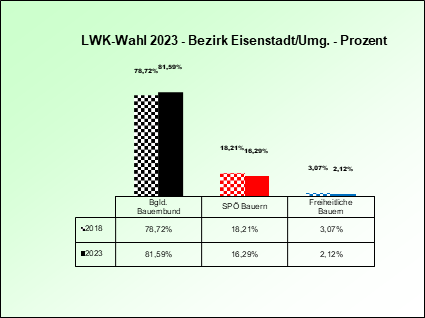 LWK-Wahl 2023 - Bezirk Eisenstadt/Umg. - Prozent
78,72% 81,59%
18,21% 16,29%
3,07% 2,12%
Bgld. Bauernbund SPÖ Bauern Freiheitliche Bauern
2018 78,72% 18,21% 3,07%
2023 81,59% 16,29% 2,12%